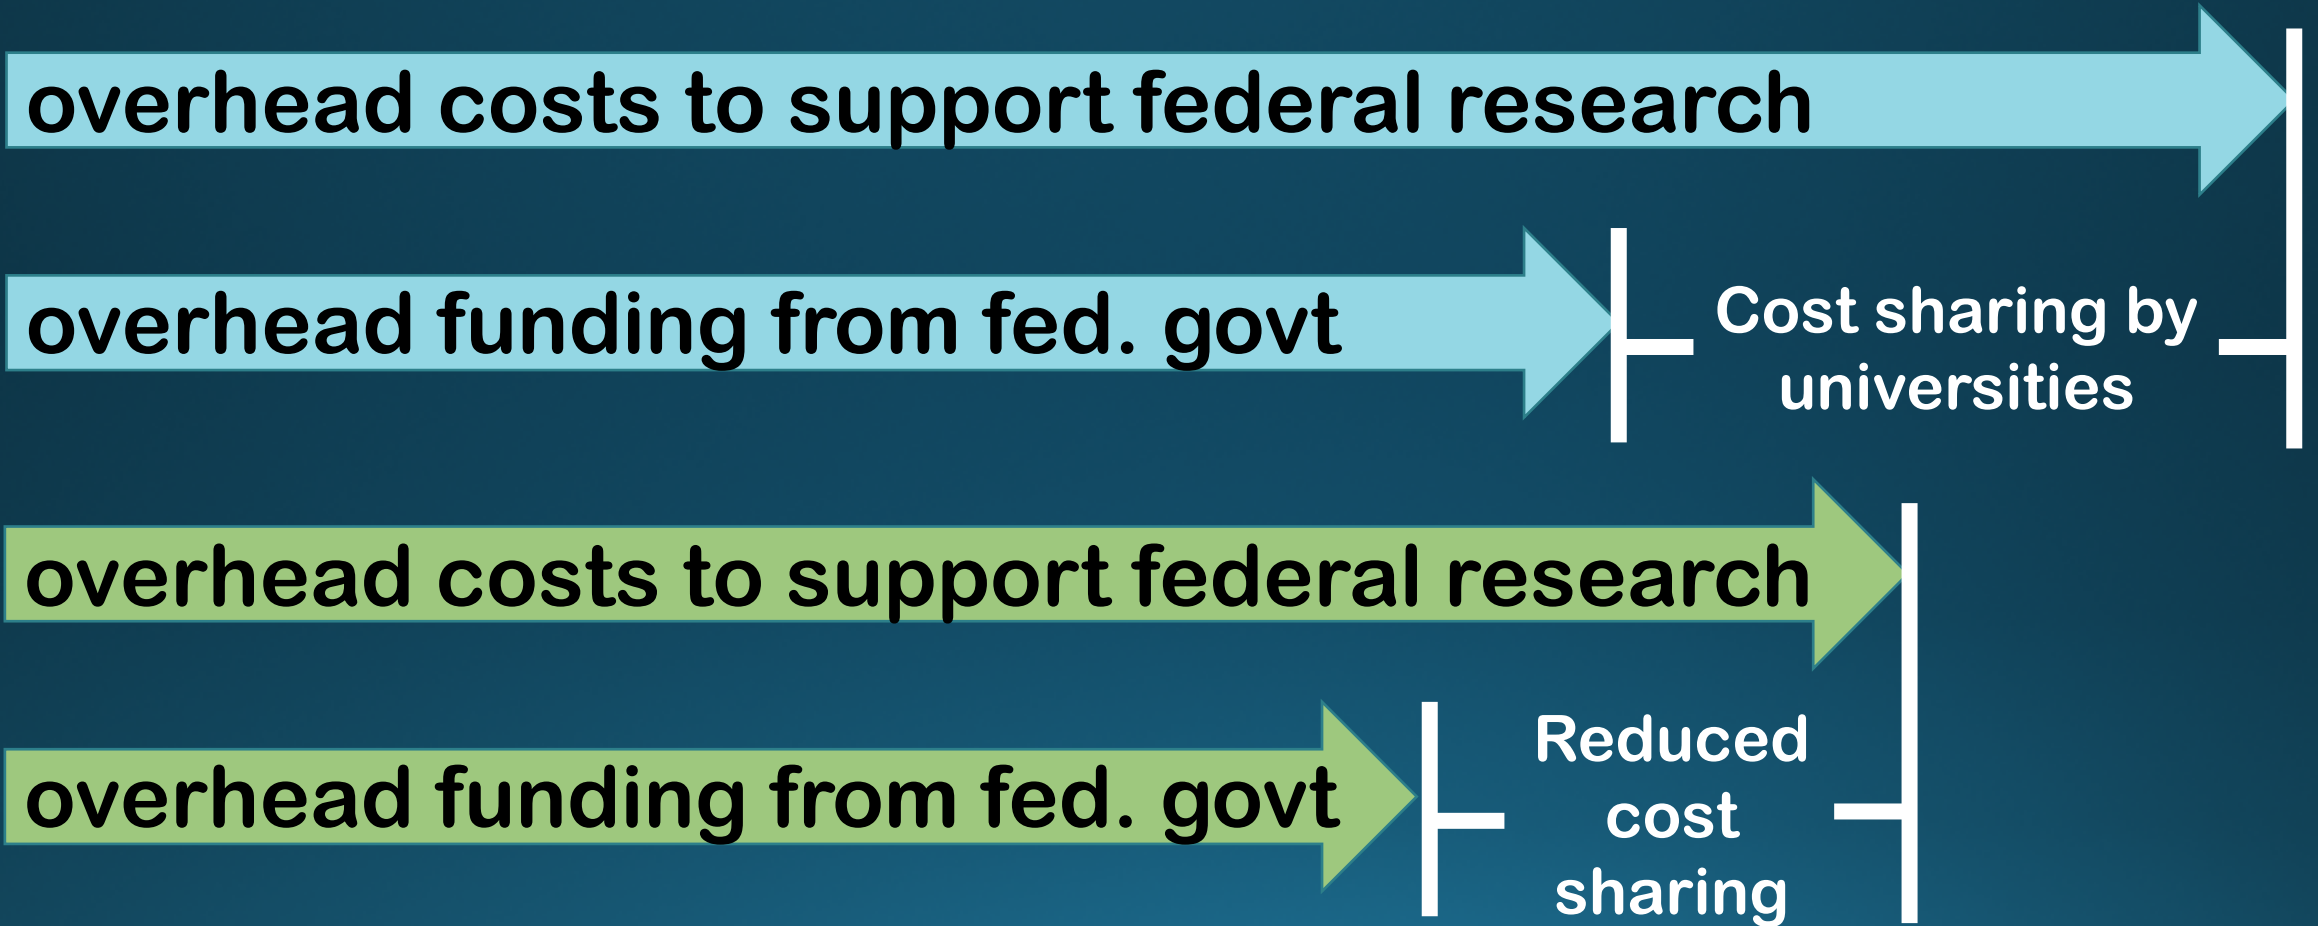 overhead costs to support federal research
overhead funding from fed. govt
Cost sharing by
universities
overhead costs to support federal research
overhead funding from fed. govt
Reduced
cost
sharing